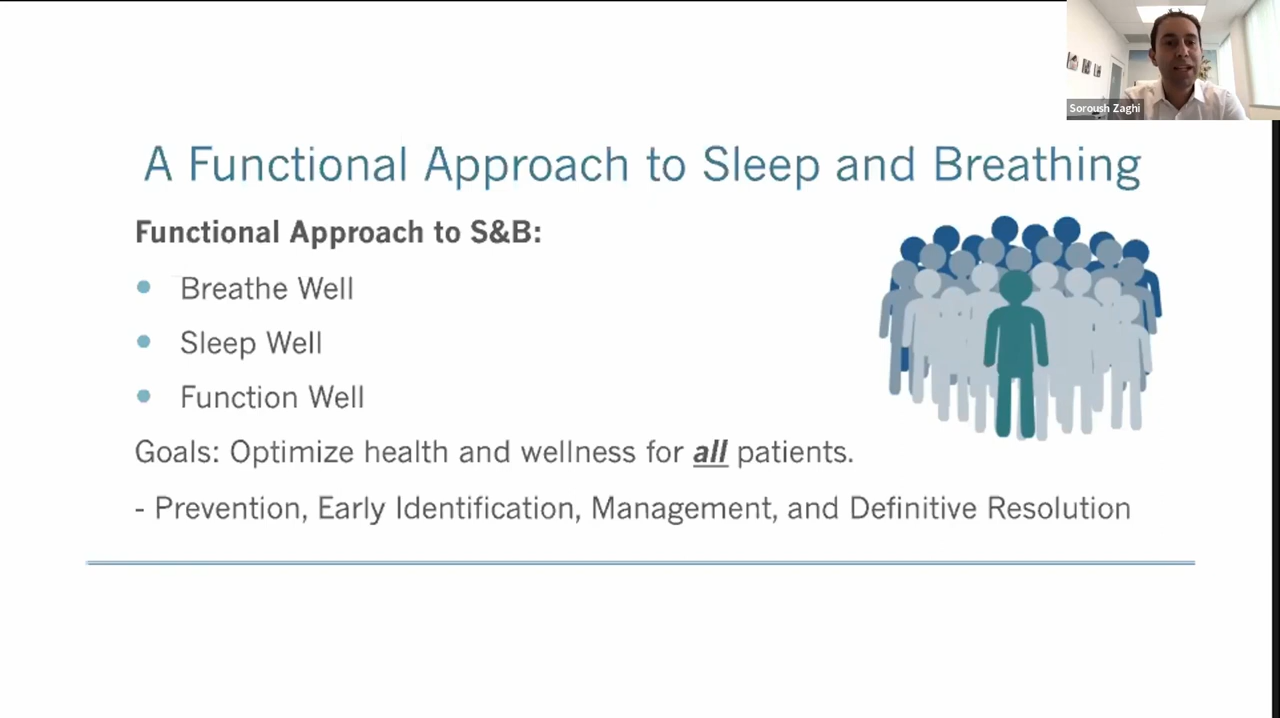 Soroush Zaghi
A Functional Approach to Sleep and Breathing
Functional Approach to S&B:
• Breathe Well
• Sleep Well
• Function Well
Goals: Optimize health and wellness for all patients.
- Prevention, Early Identification, Management, and Definitive Resolution